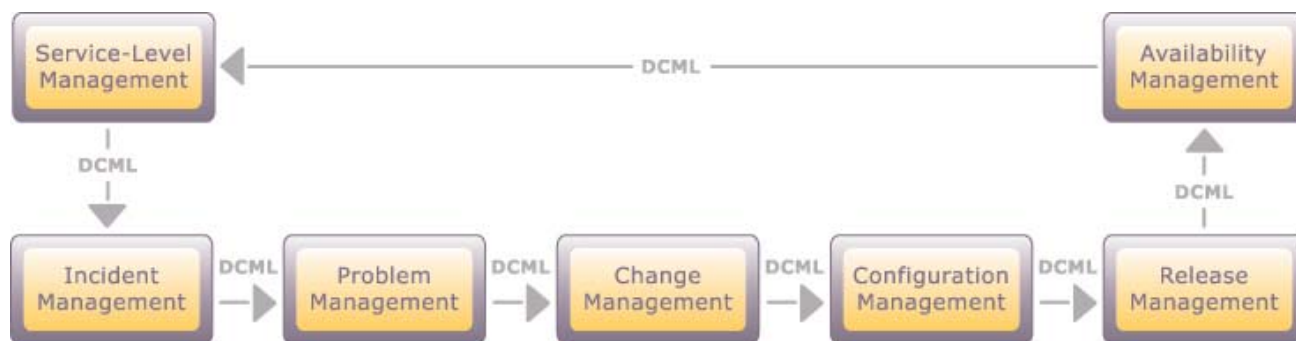 Service-Level
Management
DCML
Availability
Management
DCML
DCML
Incident
Management
DCML
Problem
Management
DCML
Change
Management
DCML
Configuration
Management
DCML
Release
Management